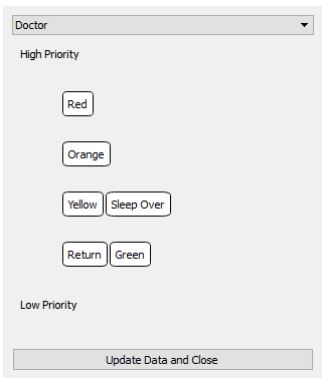 Doctor
High Priority
Red
Orange
Yellow Sleep Over
Return Green
Low Priority
Update Data and Close